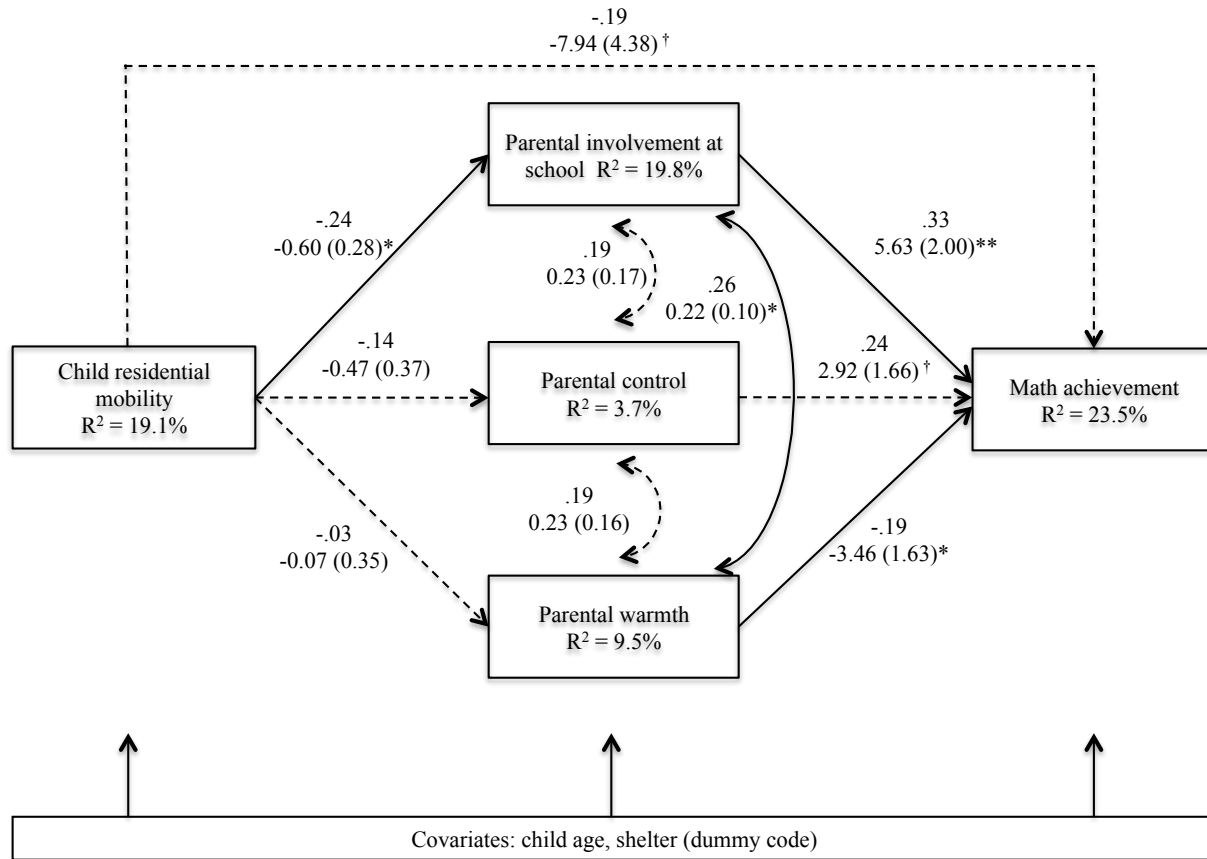 -.19
-7.94 (4.38) †
Parental involvement at
school R² = 19.8%
-.24
-0.60 (0.28)*
.33
5.63 (2.00)**
.19
0.23 (0.17)
.26
0.22 (0.10)*
Child residential
mobility
R² = 19.1%
-.14
-0.47 (0.37)
Parental control
R² = 3.7%
.24
2.92 (1.66) †
Math achievement
R² = 23.5%
.19
0.23 (0.16)
-.03
-0.07 (0.35)
-.19
-3.46 (1.63)*
Parental warmth
R² = 9.5%
Covariates: child age, shelter (dummy code)